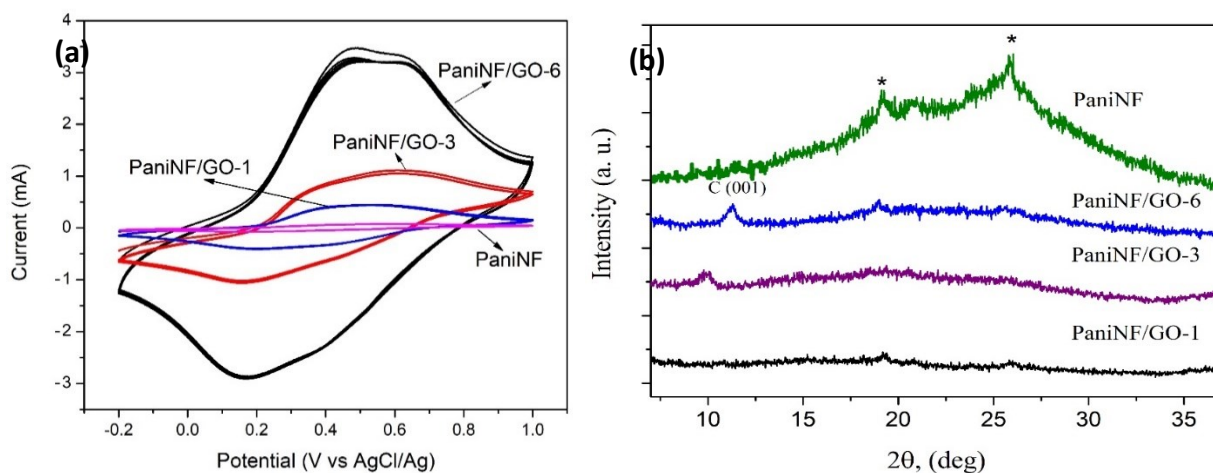 (a)
4
3
2
1
0
-1
-2
-3
Current (mA)
PaniNF/GO-6
PaniNF/GO-3
PaniNF/GO-1
PaniNF
-0.2 0.0 0.2 0.4 0.6 0.8 1.0
Potential (V vs AgCl/Ag)
(b)
Intensity (a. u.)
*
*
PaniNF
C (001)
PaniNF/GO-6
PaniNF/GO-3
PaniNF/GO-1
10 15 20 25 30 35
2θ, (deg)